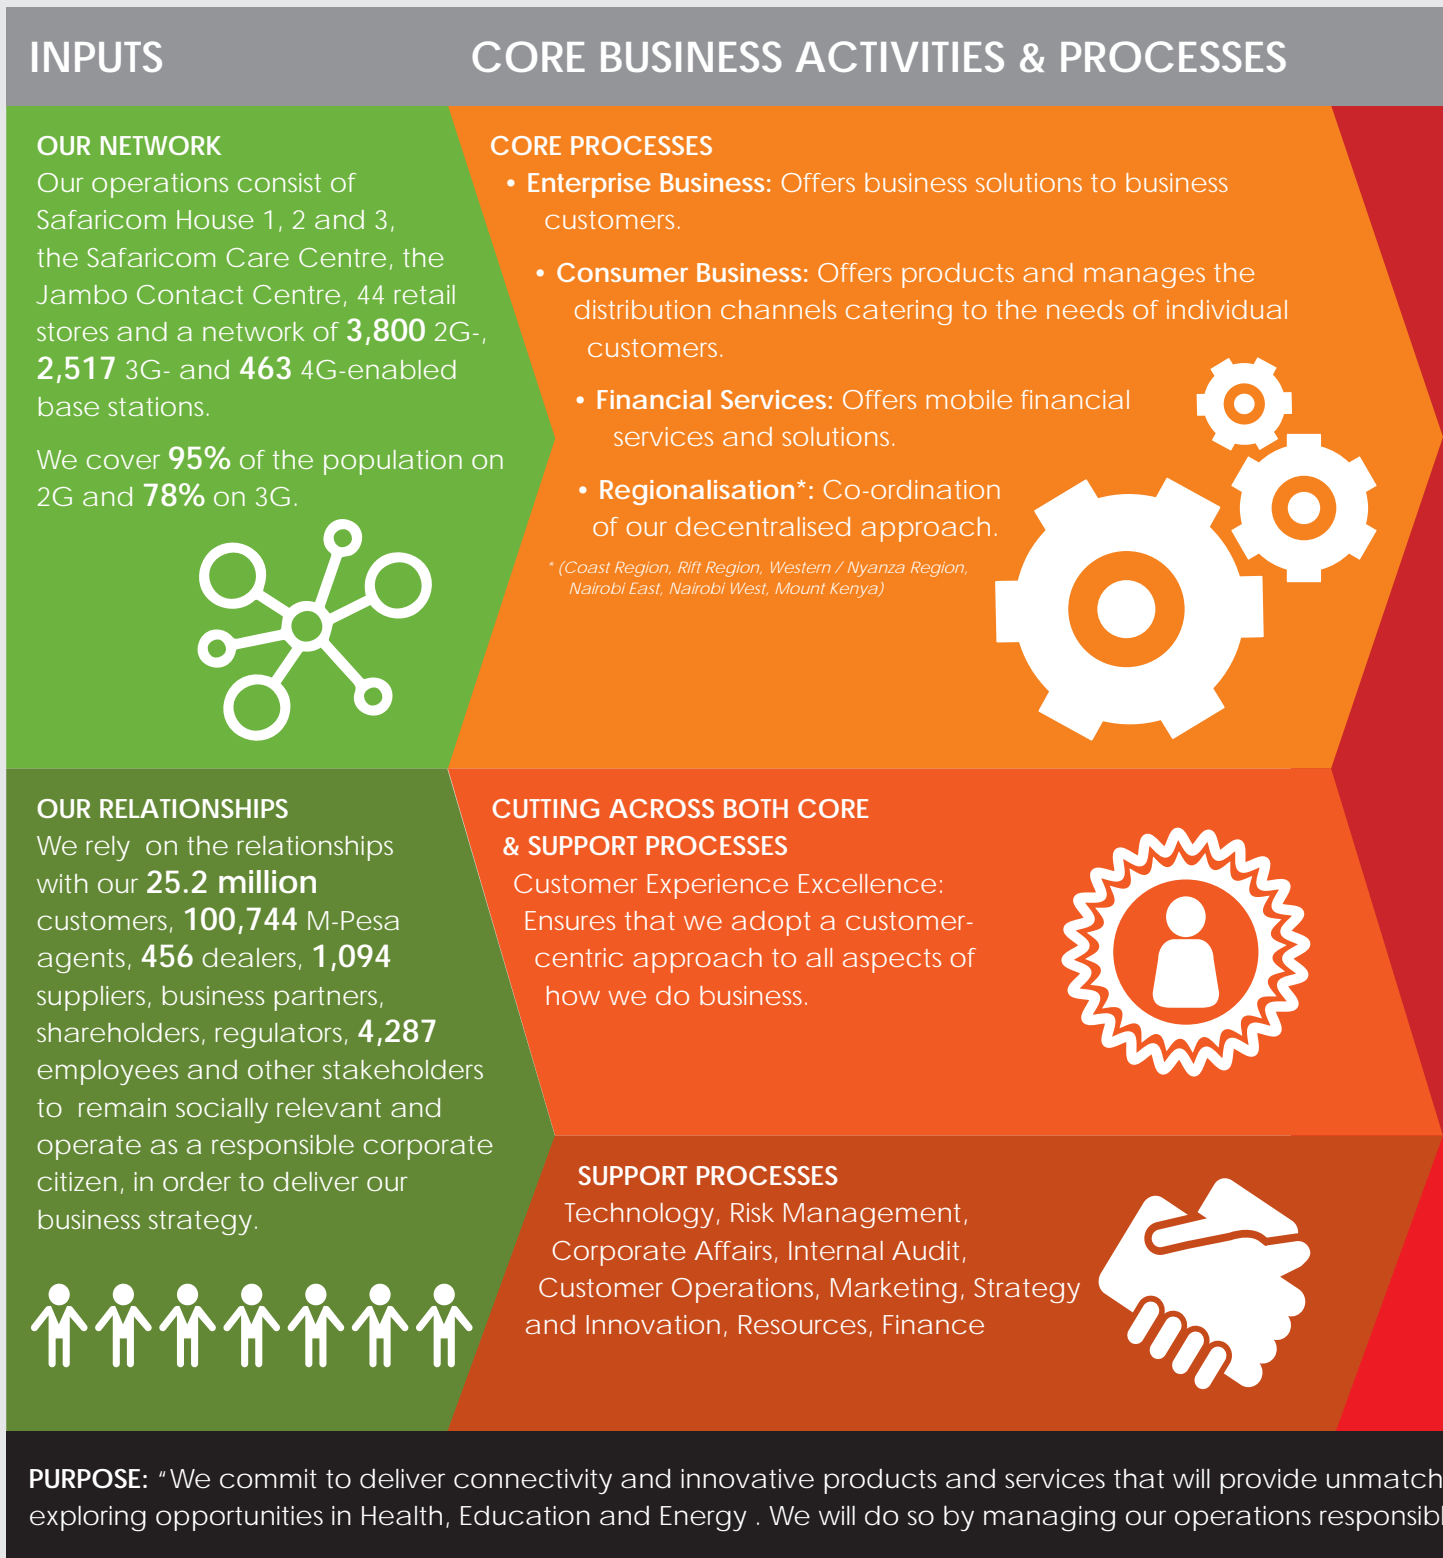 INPUTS
CORE BUSINESS ACTIVITIES & PROCESSES
OUR NETWORK
Our operations consist of
Safaricom House 1, 2 and 3,
the Safaricom Care Centre, the
Jambo Contact Centre, 44 retail
stores and a network of 3,800 2G-,
2,517 3G- and 463 4G-enabled
base stations.
We cover 95% of the population on
2G and 78% on 3G.
CORE PROCESSES
• Enterprise Business: Offers business solutions to business
customers.
• Consumer Business: Offers products and manages the
distribution channels catering to the needs of individual
customers.
• Financial Services: Offers mobile financial
services and solutions.
• Regionalisation*: Co-ordination
of our decentralised approach.
* (Coast Region, Rift Region, Western / Nyanza Region,
Nairobi East, Nairobi West, Mount Kenya)
OUR RELATIONSHIPS
We rely on the relationships
with our 25.2 million
customers, 100,744 M-Pesa
agents, 456 dealers, 1,094
suppliers, business partners,
shareholders, regulators, 4,287
employees and other stakeholders
to remain socially relevant and
operate as a responsible corporate
citizen, in order to deliver our
business strategy.
CUTTING ACROSS BOTH CORE
& SUPPORT PROCESSES
Customer Experience Excellence:
Ensures that we adopt a customer-
centric approach to all aspects of
how we do business.
SUPPORT PROCESSES
Technology, Risk Management,
Corporate Affairs, Internal Audit,
Customer Operations, Marketing, Strategy
and Innovation, Resources, Finance
PURPOSE: “We commit to deliver connectivity and innovative products and services that will provide unmatch
exploring opportunities in Health, Education and Energy . We will do so by managing our operations responsibl